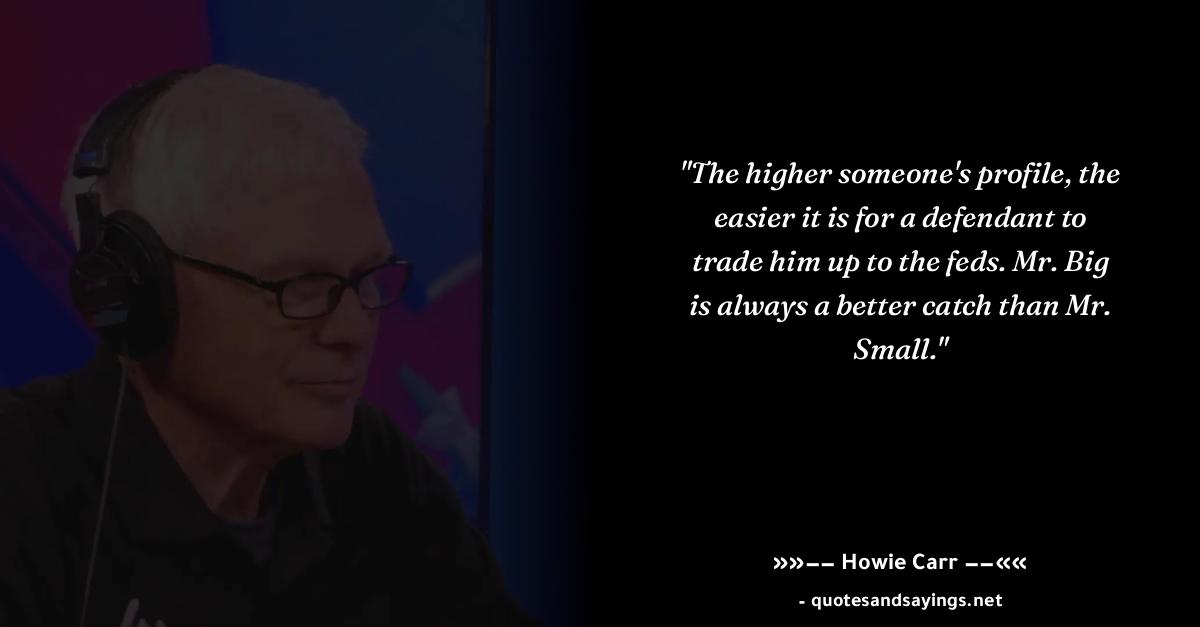 "The higher someone's profile, the
easier it is for a defendant to
trade him up to the feds. Mr. Big
is always a better catch than Mr.
Small."
»»−− Howie Carr −−««
- quotesandsayings.net